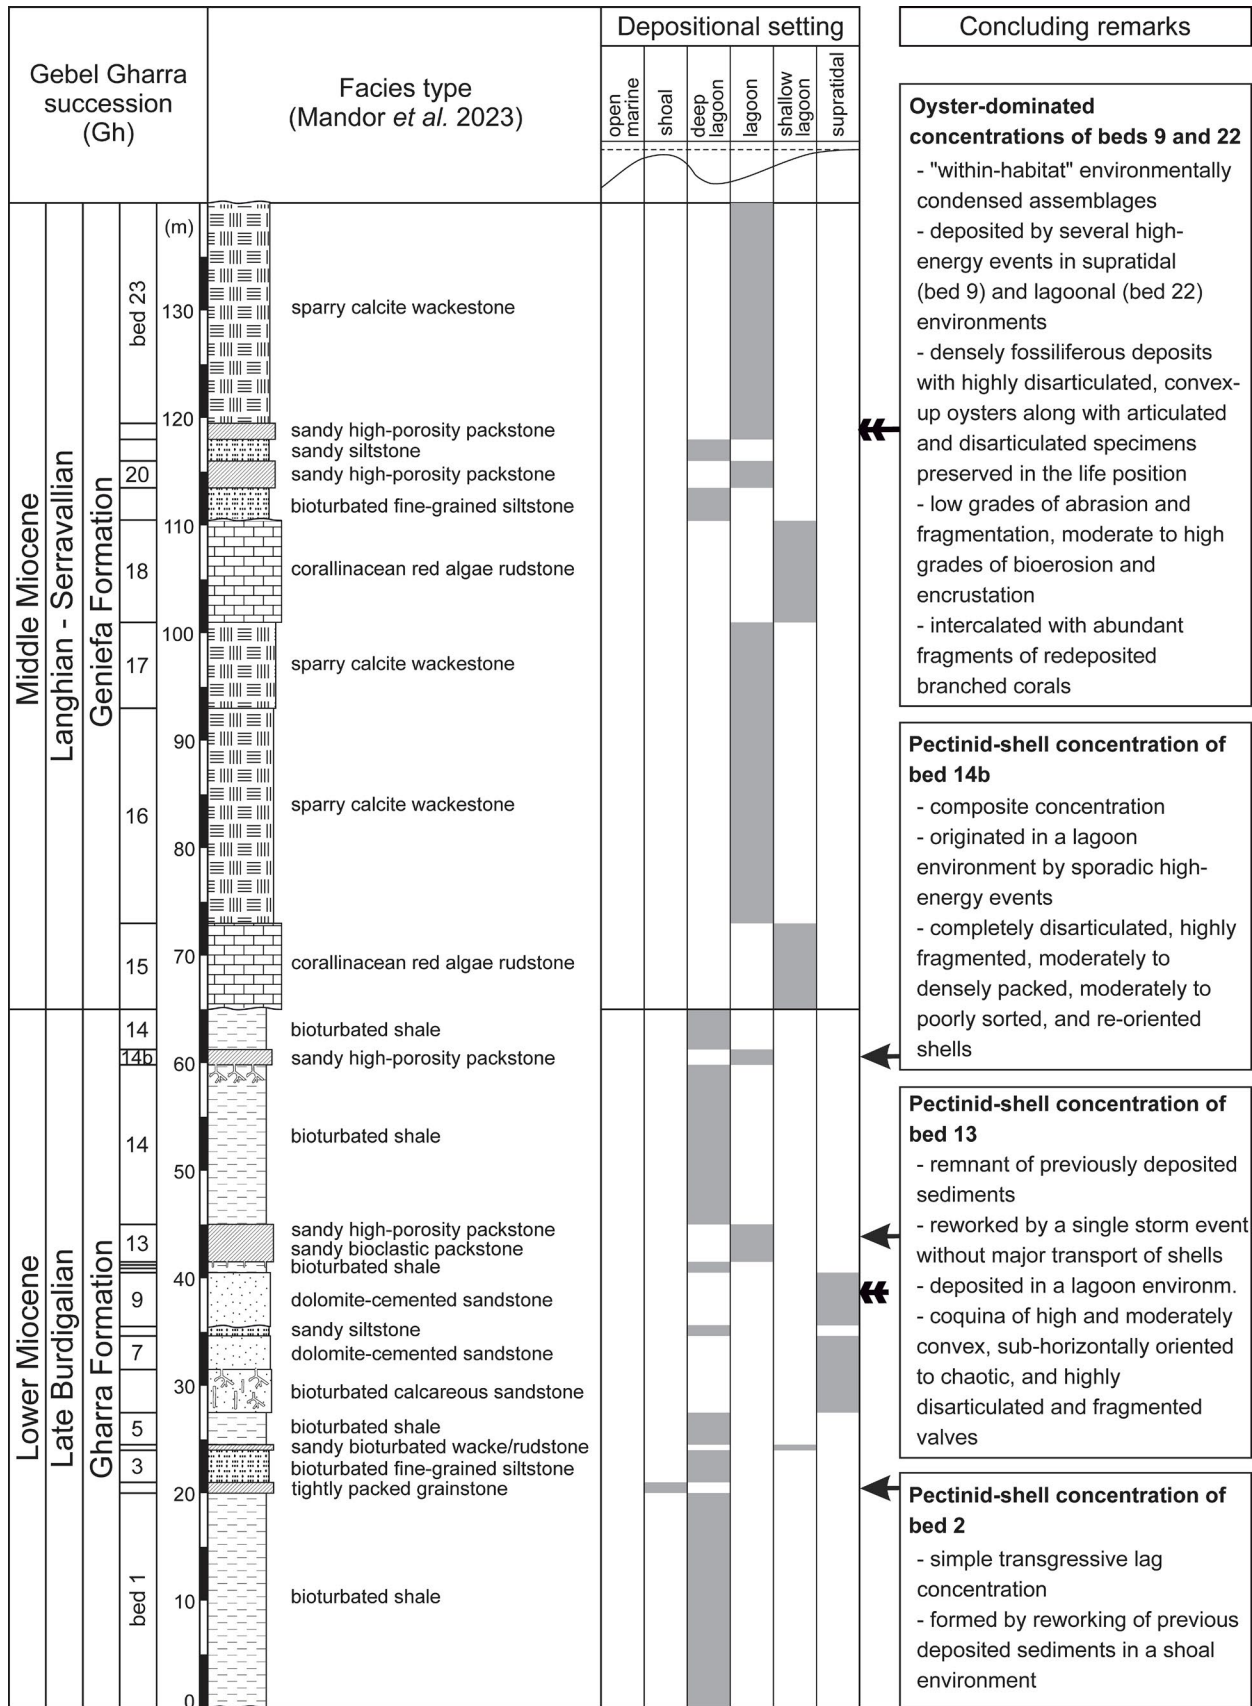 Gebel Gharra
succession
(Gh)
Facies type
(Mandor et al. 2023)
Depositional setting
open
marine
shoal
deep
lagoon
lagoon
shallow
lagoon
supratidal
Concluding remarks
Middle Miocene
Langhian - Serravallian
Geniefa Formation
Lower Miocene
Late Burdigalian
Gharra Formation
bed 23
20
18
17
16
15
14
14b
14
13
9
7
5
3
bed 1
(m)
130
120
110
100
90
80
70
60
50
40
30
20
10
0
sparry calcite wackestone
sandy high-porosity packstone
sandy siltstone
sandy high-porosity packstone
bioturbated fine-grained siltstone
corallinacean red algae rudstone
sparry calcite wackestone
sparry calcite wackestone
corallinacean red algae rudstone
bioturbated shale
sandy high-porosity packstone
bioturbated shale
sandy high-porosity packstone
sandy bioclastic packstone
bioturbated shale
dolomite-cemented sandstone
sandy siltstone
dolomite-cemented sandstone
bioturbated calcareous sandstone
bioturbated shale
sandy bioturbated wacke/rudstone
bioturbated fine-grained siltstone
tightly packed grainstone
bioturbated shale
Oyster-dominated
concentrations of beds 9 and 22
- "within-habitat" environmentally
condensed assemblages
- deposited by several high-
energy events in supratidal
(bed 9) and lagoonal (bed 22)
environments
- densely fossiliferous deposits
with highly disarticulated, convex-
up oysters along with articulated
and disarticulated specimens
preserved in the life position
- low grades of abrasion and
fragmentation, moderate to high
grades of bioerosion and
encrustation
- intercalated with abundant
fragments of redeposited
branched corals
Pectinid-shell concentration of
bed 14b
- composite concentration
- originated in a lagoon
environment by sporadic high-
energy events
- completely disarticulated, highly
fragmented, moderately to
densely packed, moderately to
poorly sorted, and re-oriented
shells
Pectinid-shell concentration of
bed 13
- remnant of previously deposited
sediments
- reworked by a single storm event
without major transport of shells
- deposited in a lagoon environm.
- coquina of high and moderately
convex, sub-horizontally oriented
to chaotic, and highly
disarticulated and fragmented
valves
Pectinid-shell concentration of
bed 2
- simple transgressive lag
concentration
- formed by reworking of previous
deposited sediments in a shoal
environment